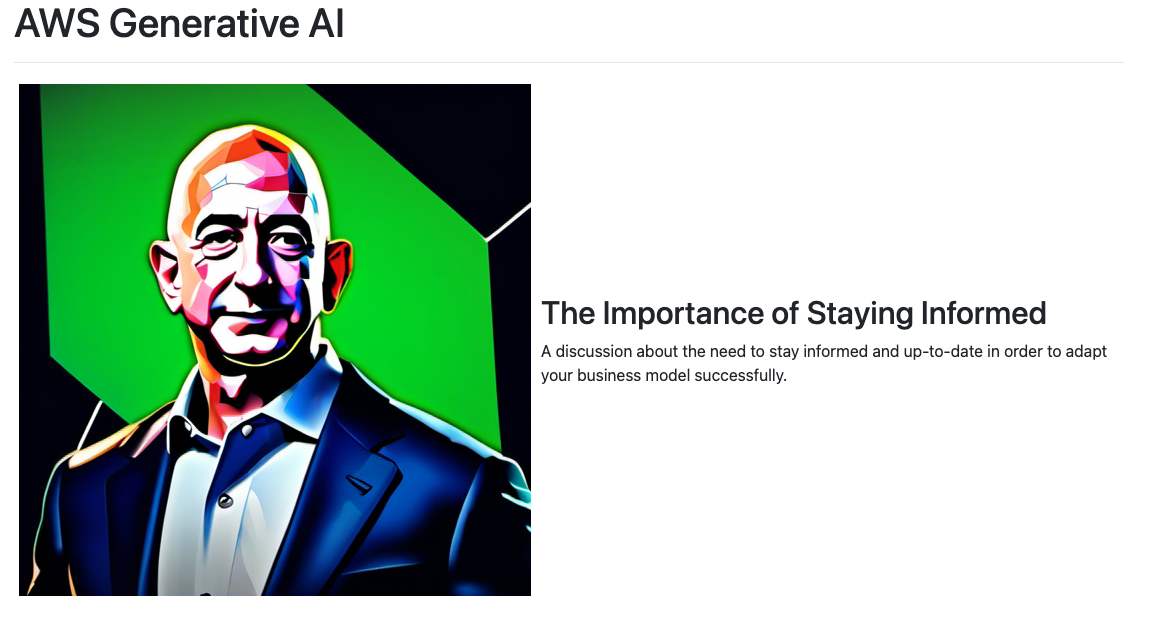 AWS Generative AI
The Importance of Staying Informed
A discussion about the need to stay informed and up-to-date in order to adapt
your business model successfully.